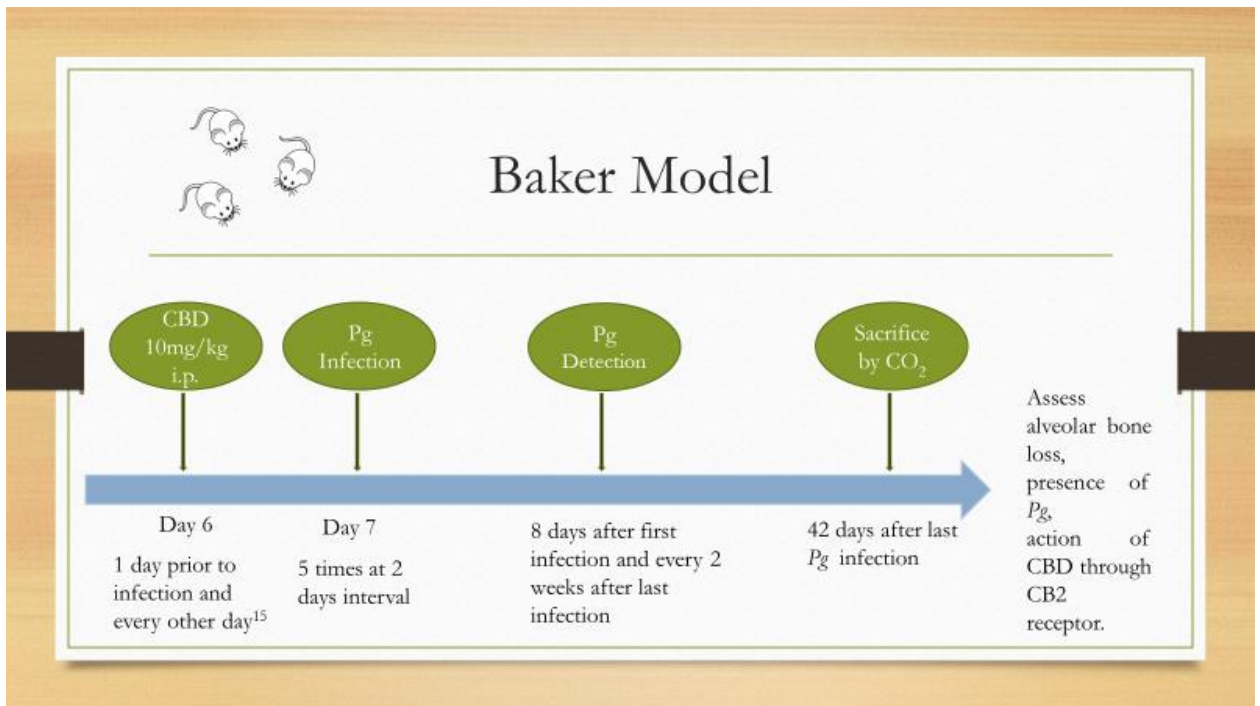 Baker Model
CBD
10mg/kg
i.p.
Pg
Infection
Pg
Detection
Sacrifice
by CO₂
Day 6
1 day prior to
infection and
every other day¹⁵
Day 7
5 times at 2
days interval
8 days after first
infection and every 2
weeks after last
infection
42 days after last
Pg infection
Assess
alveolar bone
loss,
presence of
Pg,
action of
CBD through
CB2
receptor.